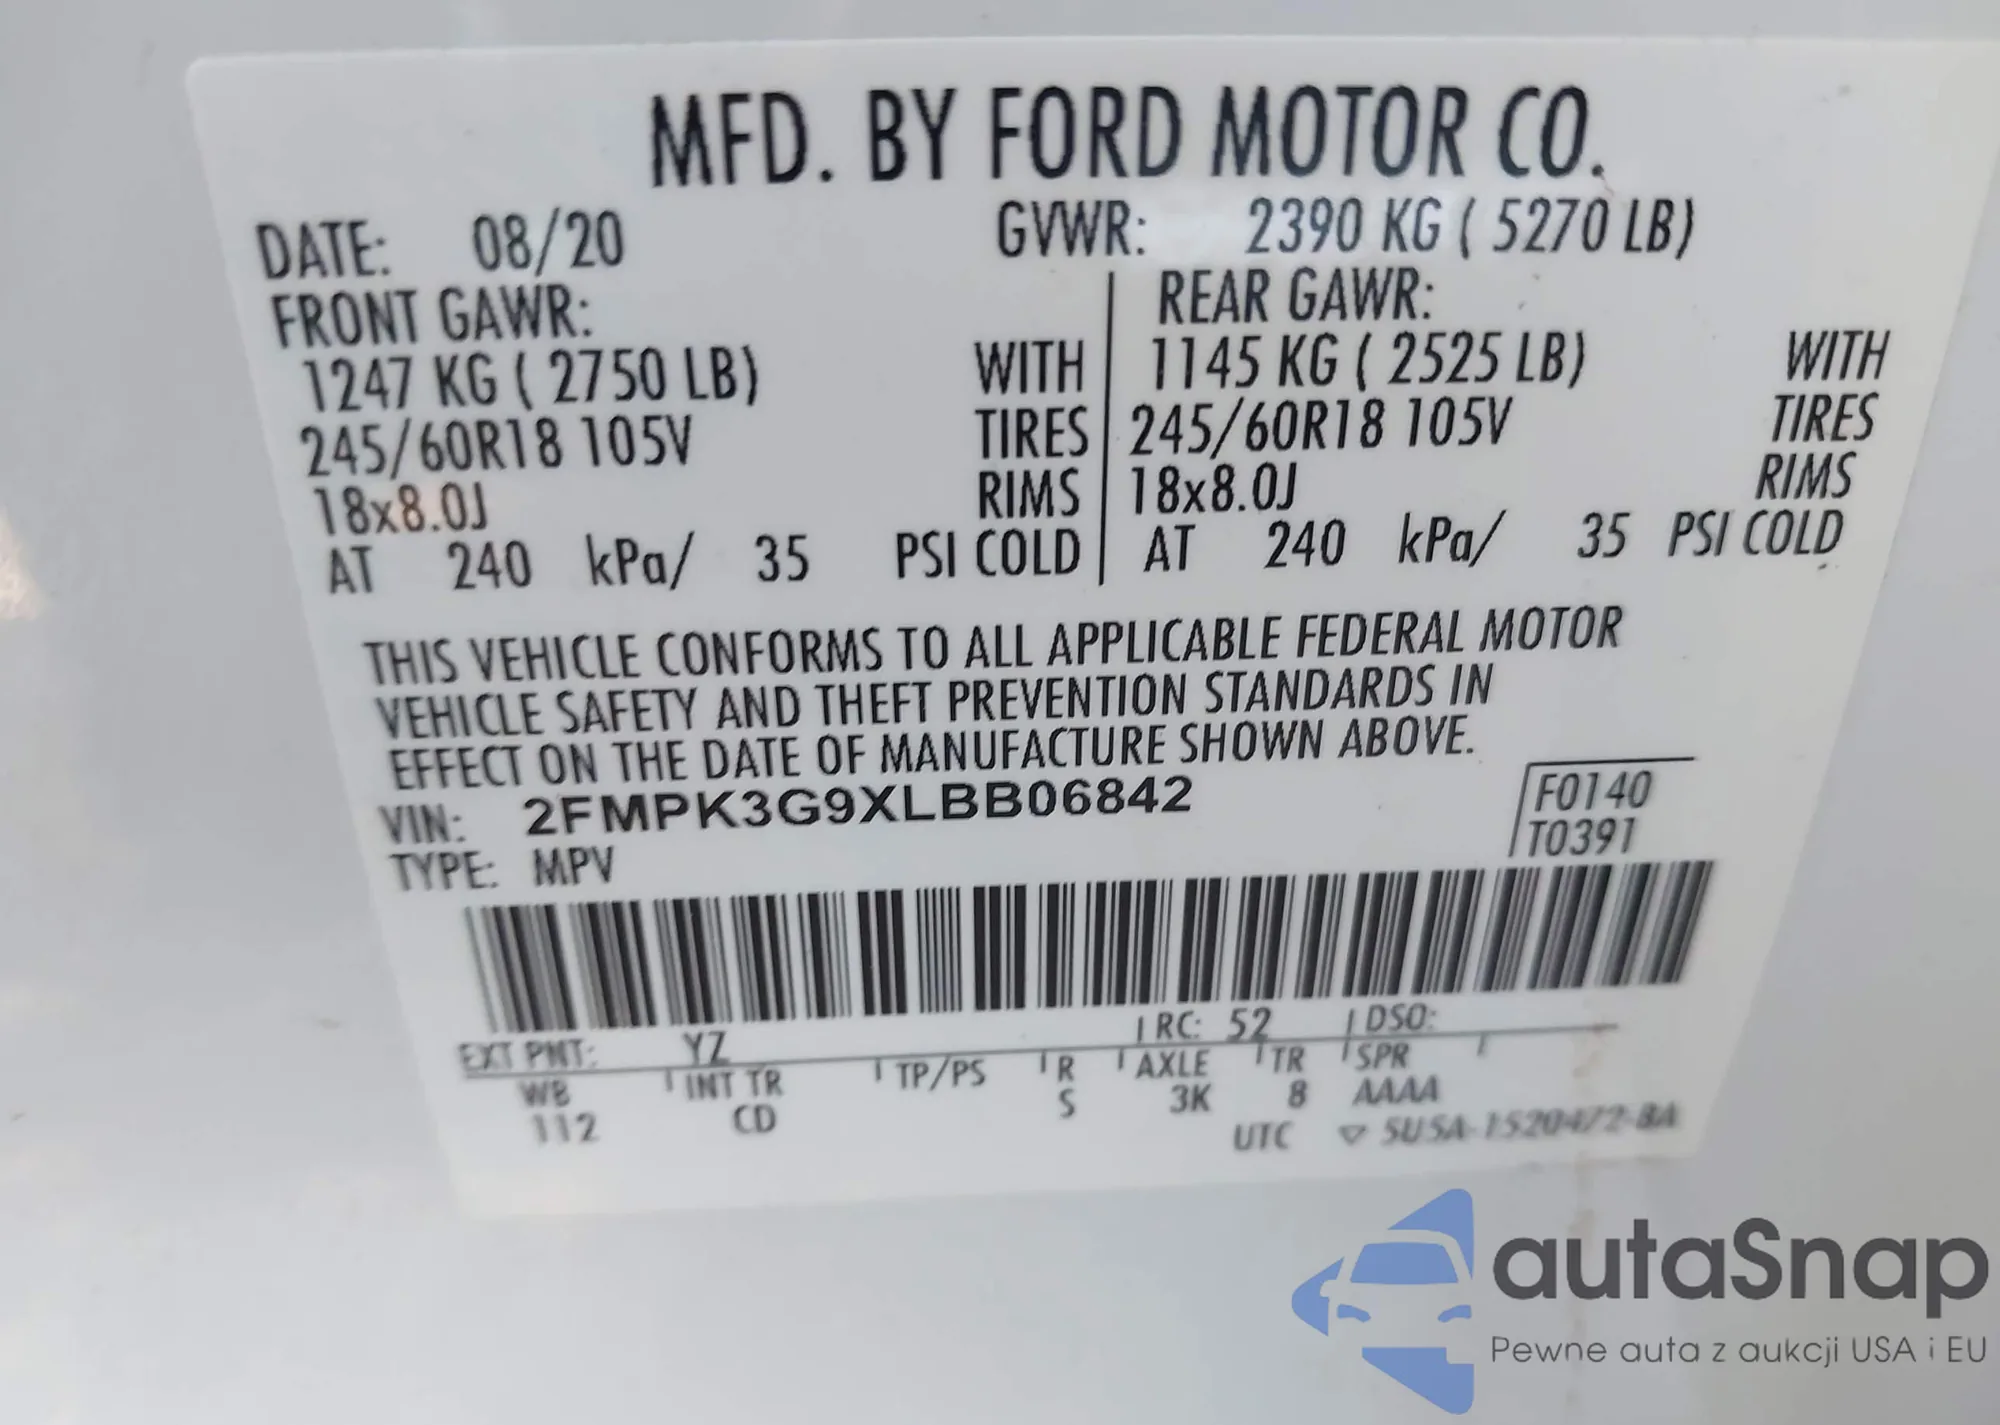 MFD. BY FORD MOTOR CO.
DATE: 08/20 GVWR: 2390 KG ( 5270 LB)
FRONT GAWR: REAR GAWR:
1247 KG ( 2750 LB) WITH 1145 KG ( 2525 LB) WITH
245/60R18 105V TIRES 245/60R18 105V TIRES
18x8.0J RIMS 18x8.0J RIMS
AT 240 kPa/ 35 PSI COLD AT 240 kPa/ 35 PSI COLD
THIS VEHICLE CONFORMS TO ALL APPLICABLE FEDERAL MOTOR
VEHICLE SAFETY AND THEFT PREVENTION STANDARDS IN
EFFECT ON THE DATE OF MANUFACTURE SHOWN ABOVE.
VIN: 2FMPK3G9XLBB06842 F0140
TYPE: MPV T0391
EXT PNT: YZ RC: 52 DSO:
WB INT TR TP/PS R AXLE TR SPR
112 CD S 3K 8 AAAA
UTC ▽ 5USA-1520472-BA
autaSnap
Pewne auta z aukcji USA i EU